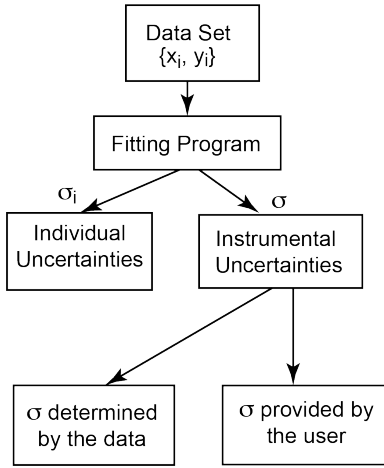 Data Set
{xᵢ, yᵢ}
Fitting Program
σᵢ
σ
Individual
Uncertainties
Instrumental
Uncertainties
σ determined
by the data
σ provided by
the user